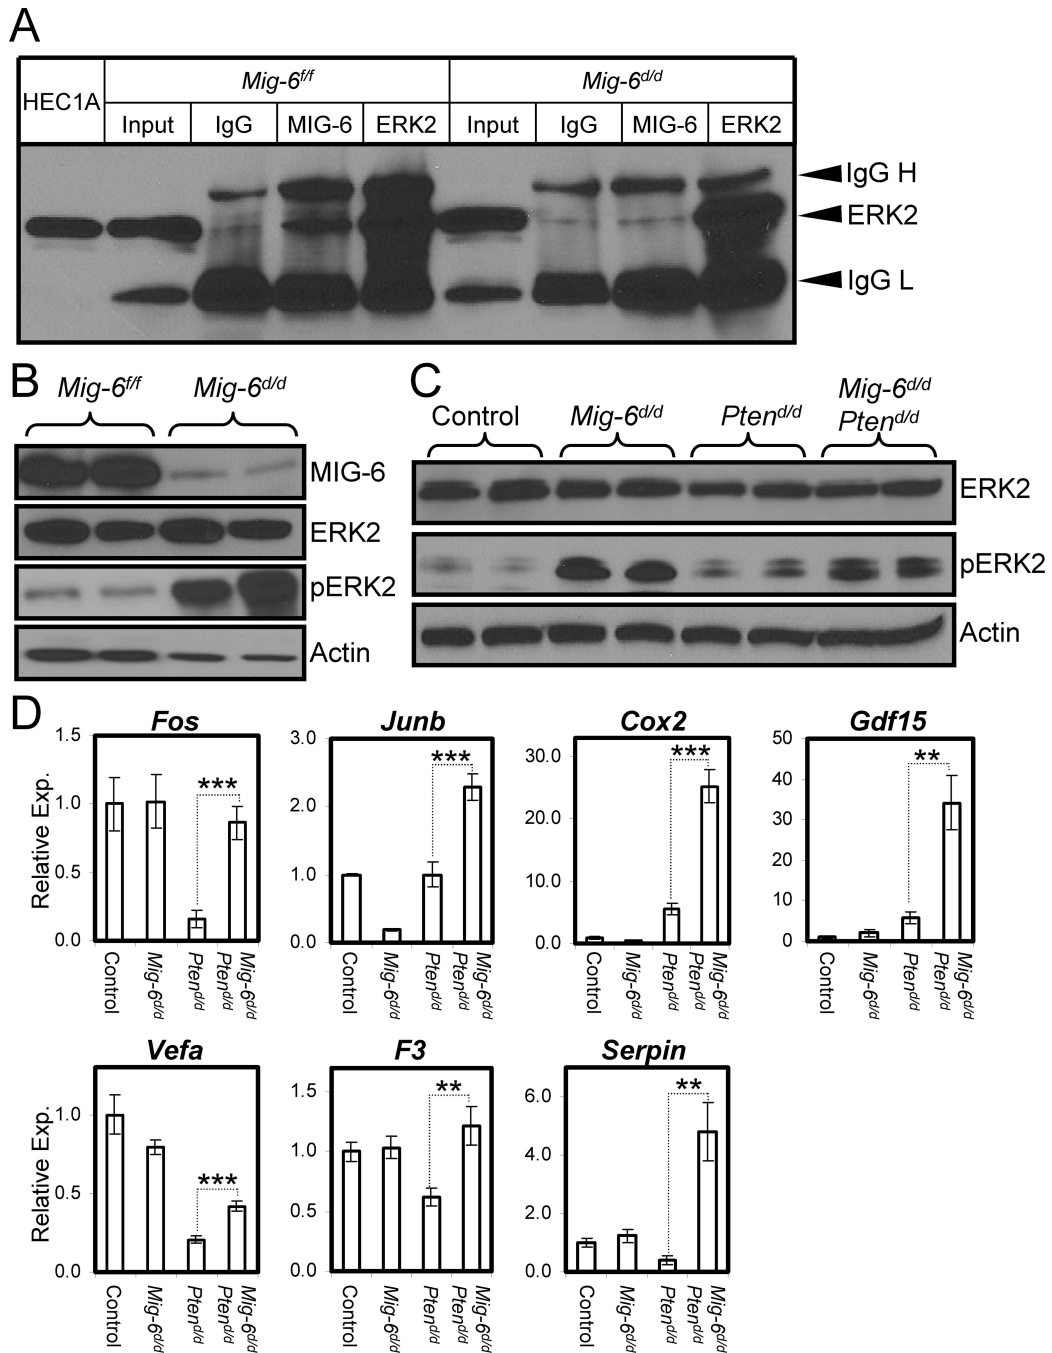 A
HEC1A
Mig-6f/f
Mig-6d/d
Input IgG MIG-6 ERK2 Input IgG MIG-6 ERK2
IgG H
ERK2
IgG L
B
Mig-6f/f Mig-6d/d
MIG-6
ERK2
pERK2
Actin
C
Control Mig-6d/d Ptend/d Mig-6d/d
Ptend/d
ERK2
pERK2
Actin
D
Fos
Relative Exp.
1.5
1.0
0.5
0.0
***
Control
Mig-6d/d
Ptend/d
Mig-6d/d
Ptend/d
Junb
3.0
2.0
1.0
0.0
***
Control
Mig-6d/d
Ptend/d
Mig-6d/d
Ptend/d
Cox2
30.0
20.0
10.0
0.0
***
Control
Mig-6d/d
Ptend/d
Mig-6d/d
Ptend/d
Gdf15
50
40
30
20
10
0
**
Control
Mig-6d/d
Ptend/d
Mig-6d/d
Ptend/d
Vefa
Relative Exp.
1.0
0.5
0.0
***
Control
Mig-6d/d
Ptend/d
Mig-6d/d
Ptend/d
F3
1.5
1.0
0.5
0.0
**
Control
Mig-6d/d
Ptend/d
Mig-6d/d
Ptend/d
Serpin
6.0
4.0
2.0
0.0
**
Control
Mig-6d/d
Ptend/d
Mig-6d/d
Ptend/d